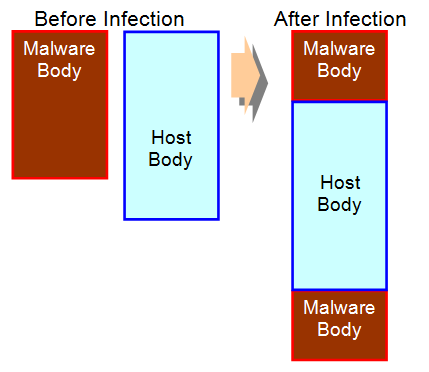 Before Infection
After Infection
Malware
Body
Host
Body
Malware
Body
Host
Body
Malware
Body